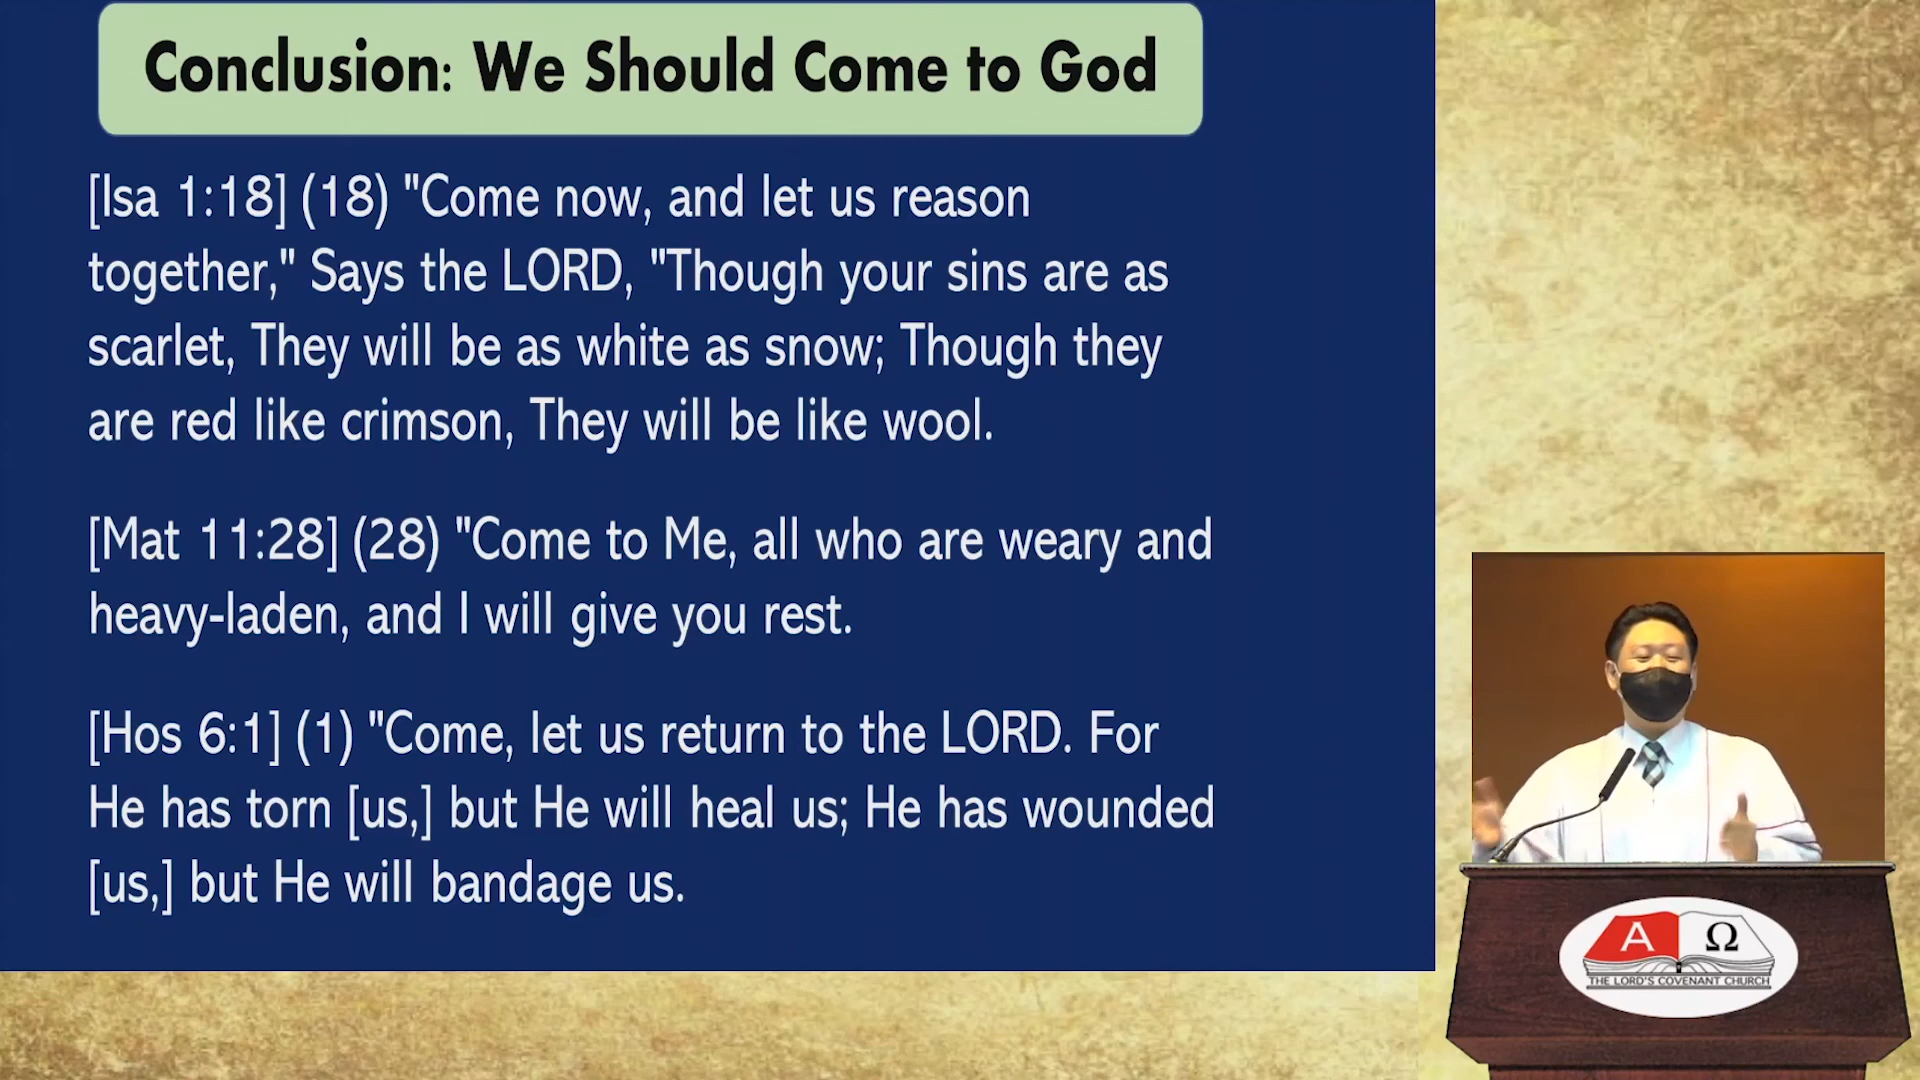 Conclusion: We Should Come to God
[Isa 1:18] (18) "Come now, and let us reason
together," Says the LORD, "Though your sins are as
scarlet, They will be as white as snow; Though they
are red like crimson, They will be like wool.
[Mat 11:28] (28) "Come to Me, all who are weary and
heavy-laden, and I will give you rest.
[Hos 6:1] (1) "Come, let us return to the LORD. For
He has torn [us,] but He will heal us; He has wounded
[us,] but He will bandage us.
A Ω
THE LORD'S COVENANT CHURCH